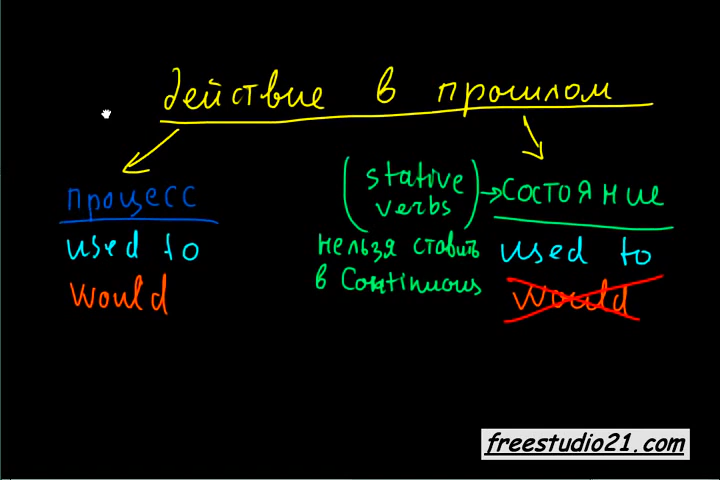 действие в прошлом
процесс
used to
would
(stative
verbs)
нельзя ставить
в Continuous
состояние
used to
would
freestudio21.com